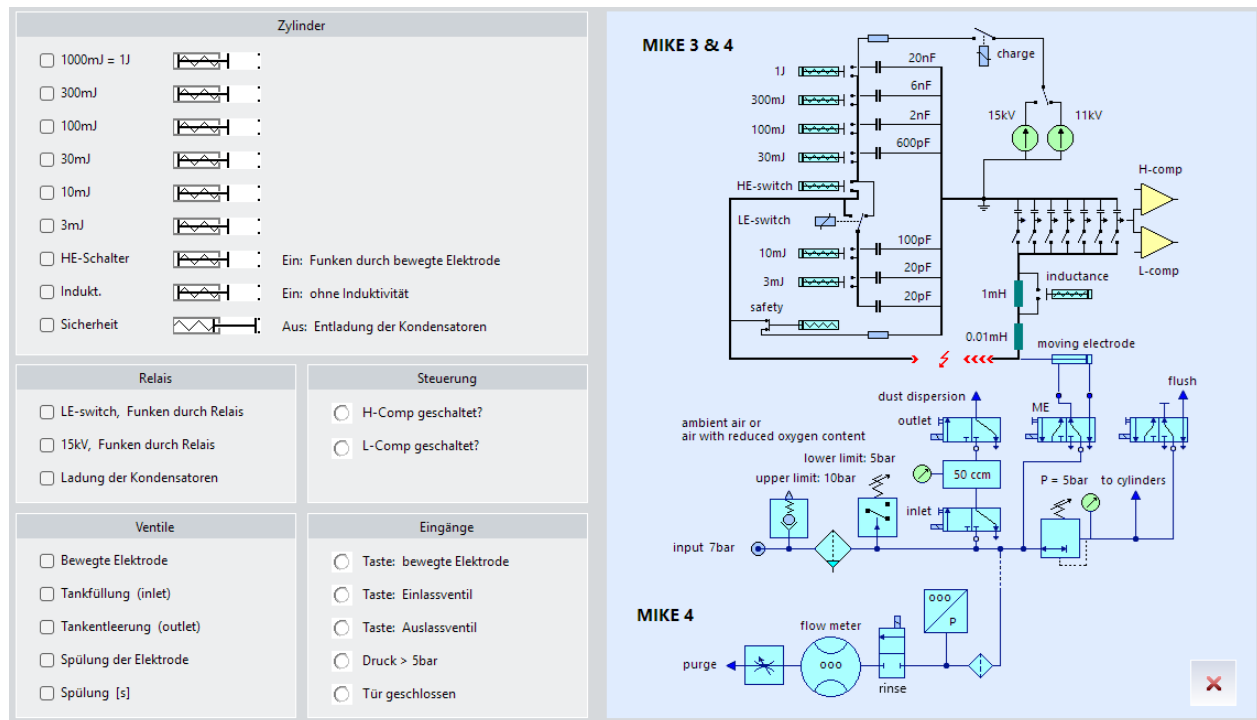 Zylinder
1000mJ = 1J
300mJ
100mJ
30mJ
10mJ
3mJ
HE-Schalter
Ein: Funken durch bewegte Elektrode
Indukt.
Ein: ohne Induktivität
Sicherheit
Aus: Entladung der Kondensatoren
Relais
LE-switch, Funken durch Relais
15kV, Funken durch Relais
Ladung der Kondensatoren
Steuerung
H-Comp geschaltet?
L-Comp geschaltet?
Ventile
Bewegte Elektrode
Tankfüllung (inlet)
Tankentleerung (outlet)
Spülung der Elektrode
Spülung [s]
Eingänge
Taste: bewegte Elektrode
Taste: Einlassventil
Taste: Auslassventil
Druck > 5bar
Tür geschlossen
MIKE 3 & 4
charge
20nF
1J
6nF
300mJ
2nF
100mJ
600pF
30mJ
15kV
11kV
HE-switch
H-comp
LE-switch
100pF
10mJ
20pF
3mJ
20pF
L-comp
inductance
1mH
safety
0.01mH
moving electrode
dust dispersion
flush
outlet
ME
ambient air or
air with reduced oxygen content
lower limit: 5bar
upper limit: 10bar
50 ccm
P = 5bar
to cylinders
inlet
input 7bar
MIKE 4
ooo
P
flow meter
ooo
purge
rinse